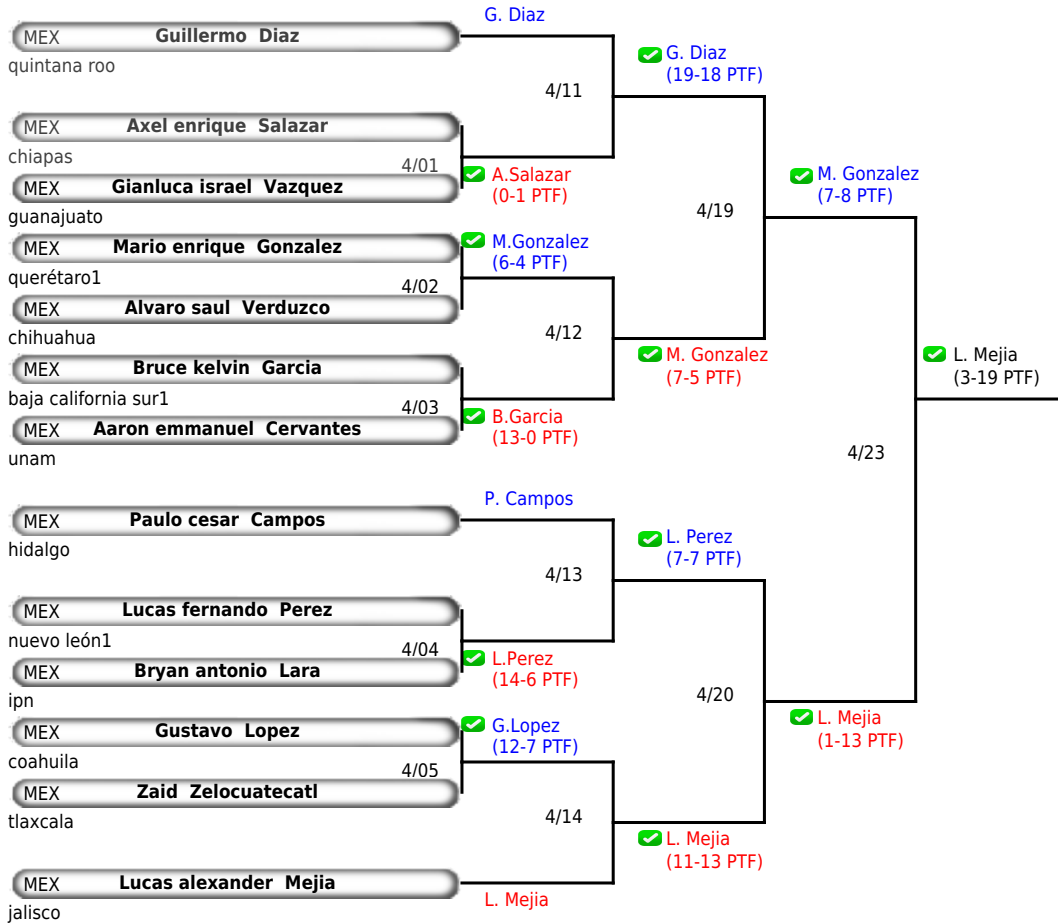 G. Diaz
MEX Guillermo Diaz
quintana roo
G. Diaz
(19-18 PTF)
4/11
MEX Axel enrique Salazar
chiapas
4/01
A.Salazar
(0-1 PTF)
MEX Gianluca israel Vazquez
guanajuato
M. Gonzalez
(7-8 PTF)
4/19
MEX Mario enrique Gonzalez
querétaro1
M.Gonzalez
(6-4 PTF)
4/02
MEX Alvaro saul Verduzco
chihuahua
4/12
M. Gonzalez
(7-5 PTF)
MEX Bruce kelvin Garcia
baja california sur1
4/03
B.Garcia
(13-0 PTF)
MEX Aaron emmanuel Cervantes
unam
L. Mejia
(3-19 PTF)
4/23
P. Campos
MEX Paulo cesar Campos
hidalgo
L. Perez
(7-7 PTF)
4/13
MEX Lucas fernando Perez
nuevo león1
4/04
L.Perez
(14-6 PTF)
MEX Bryan antonio Lara
ipn
4/20
L. Mejia
(1-13 PTF)
MEX Gustavo Lopez
coahuila
G.Lopez
(12-7 PTF)
4/05
MEX Zaid Zelocuatecatl
tlaxcala
4/14
L. Mejia
(11-13 PTF)
MEX Lucas alexander Mejia
jalisco
L. Mejia